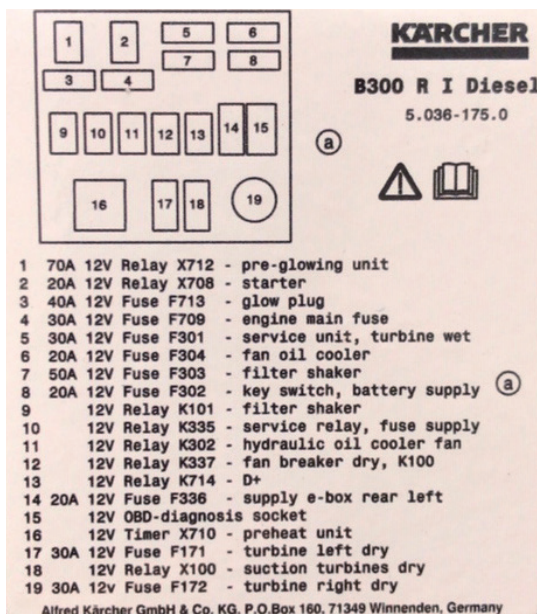 1 2 5 6
7 8
3 4
9 10 11 12 13 14 15
16 17 18 19
KÄRCHER
B300 R I Diesel
5.036-175.0
a
1 70A 12V Relay X712 - pre-glowing unit
2 20A 12V Relay X708 - starter
3 40A 12V Fuse F713 - glow plug
4 30A 12V Fuse F709 - engine main fuse
5 30A 12V Fuse F301 - service unit, turbine wet
6 20A 12V Fuse F304 - fan oil cooler
7 50A 12V Fuse F303 - filter shaker
8 20A 12V Fuse F302 - key switch, battery supply a
9 12V Relay K101 - filter shaker
10 12V Relay K335 - service relay, fuse supply
11 12V Relay K302 - hydraulic oil cooler fan
12 12V Relay K337 - fan breaker dry, K100
13 12V Relay K714 - D+
14 20A 12V Fuse F336 - supply e-box rear left
15 12V OBD-diagnosis socket
16 12V Timer X710 - preheat unit
17 30A 12V Fuse F171 - turbine left dry
18 12V Relay X100 - suction turbines dry
19 30A 12V Fuse F172 - turbine right dry
Alfred Kärcher GmbH & Co. KG, P.O.Box 160, 71349 Winnenden, Germany